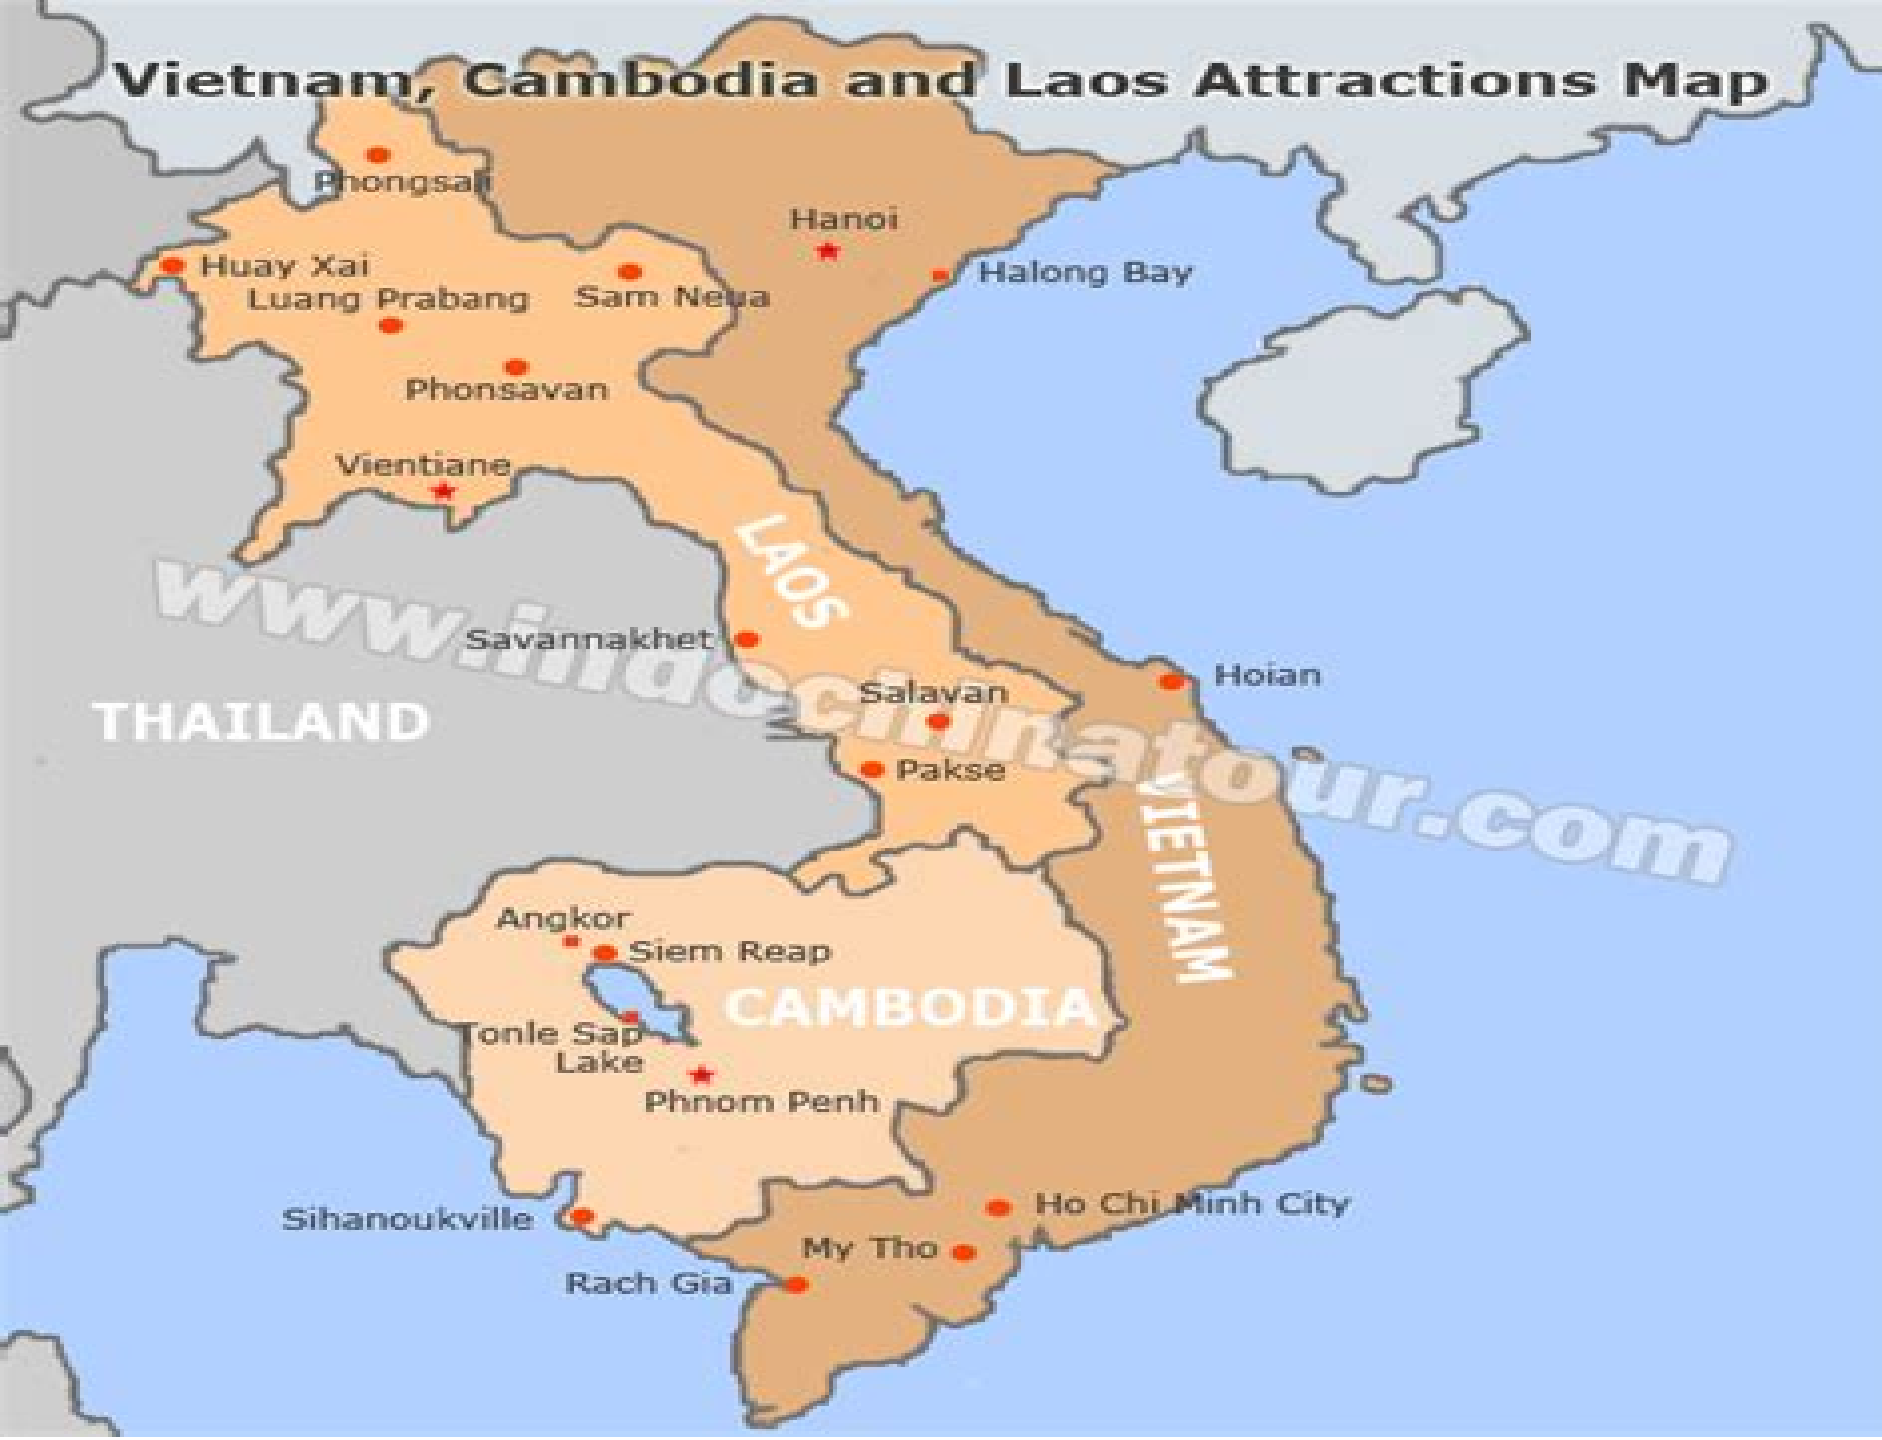 Vietnam, Cambodia and Laos Attractions Map
Phongsali
Hanoi
Huay Xai
Halong Bay
Luang Prabang
Sam Neua
Phonsavan
Vientiane
LAOS
www.indochinatour.com
Savannakhet
Hoian
Salavan
THAILAND
Pakse
VIETNAM
Angkor
Siem Reap
CAMBODIA
Tonle Sap
Lake
Phnom Penh
Sihanoukville
Ho Chi Minh City
My Tho
Rach Gia